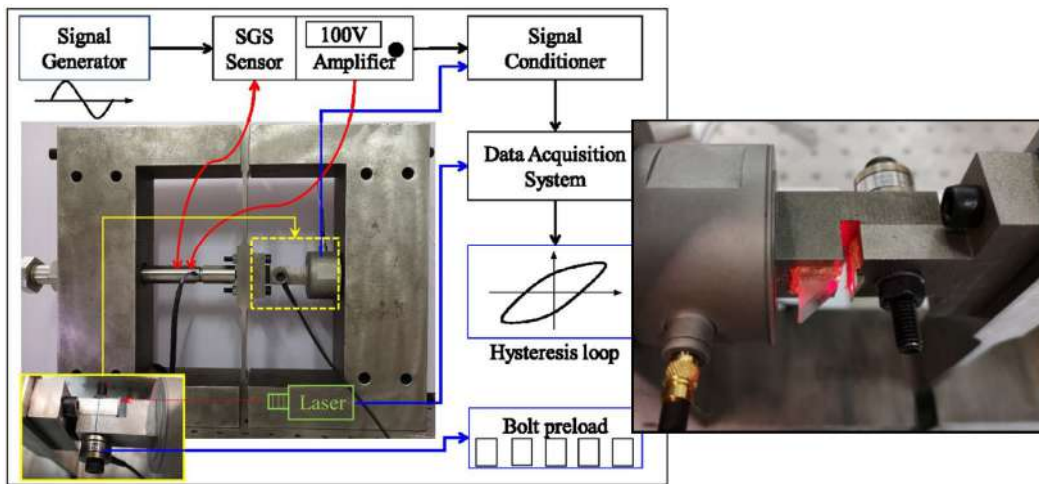 Signal
Generator
SGS
Sensor
100V
Amplifier
Signal
Conditioner
Data Acquisition
System
Hysteresis loop
Laser
Bolt preload